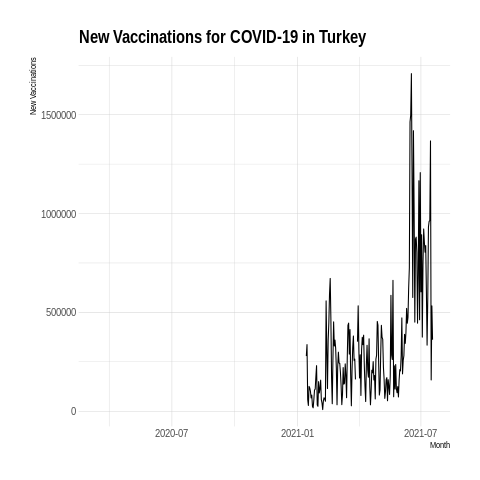 New Vaccinations for COVID-19 in Turkey
New Vaccinations
1500000
1000000
500000
0
2020-07
2021-01
2021-07
Month